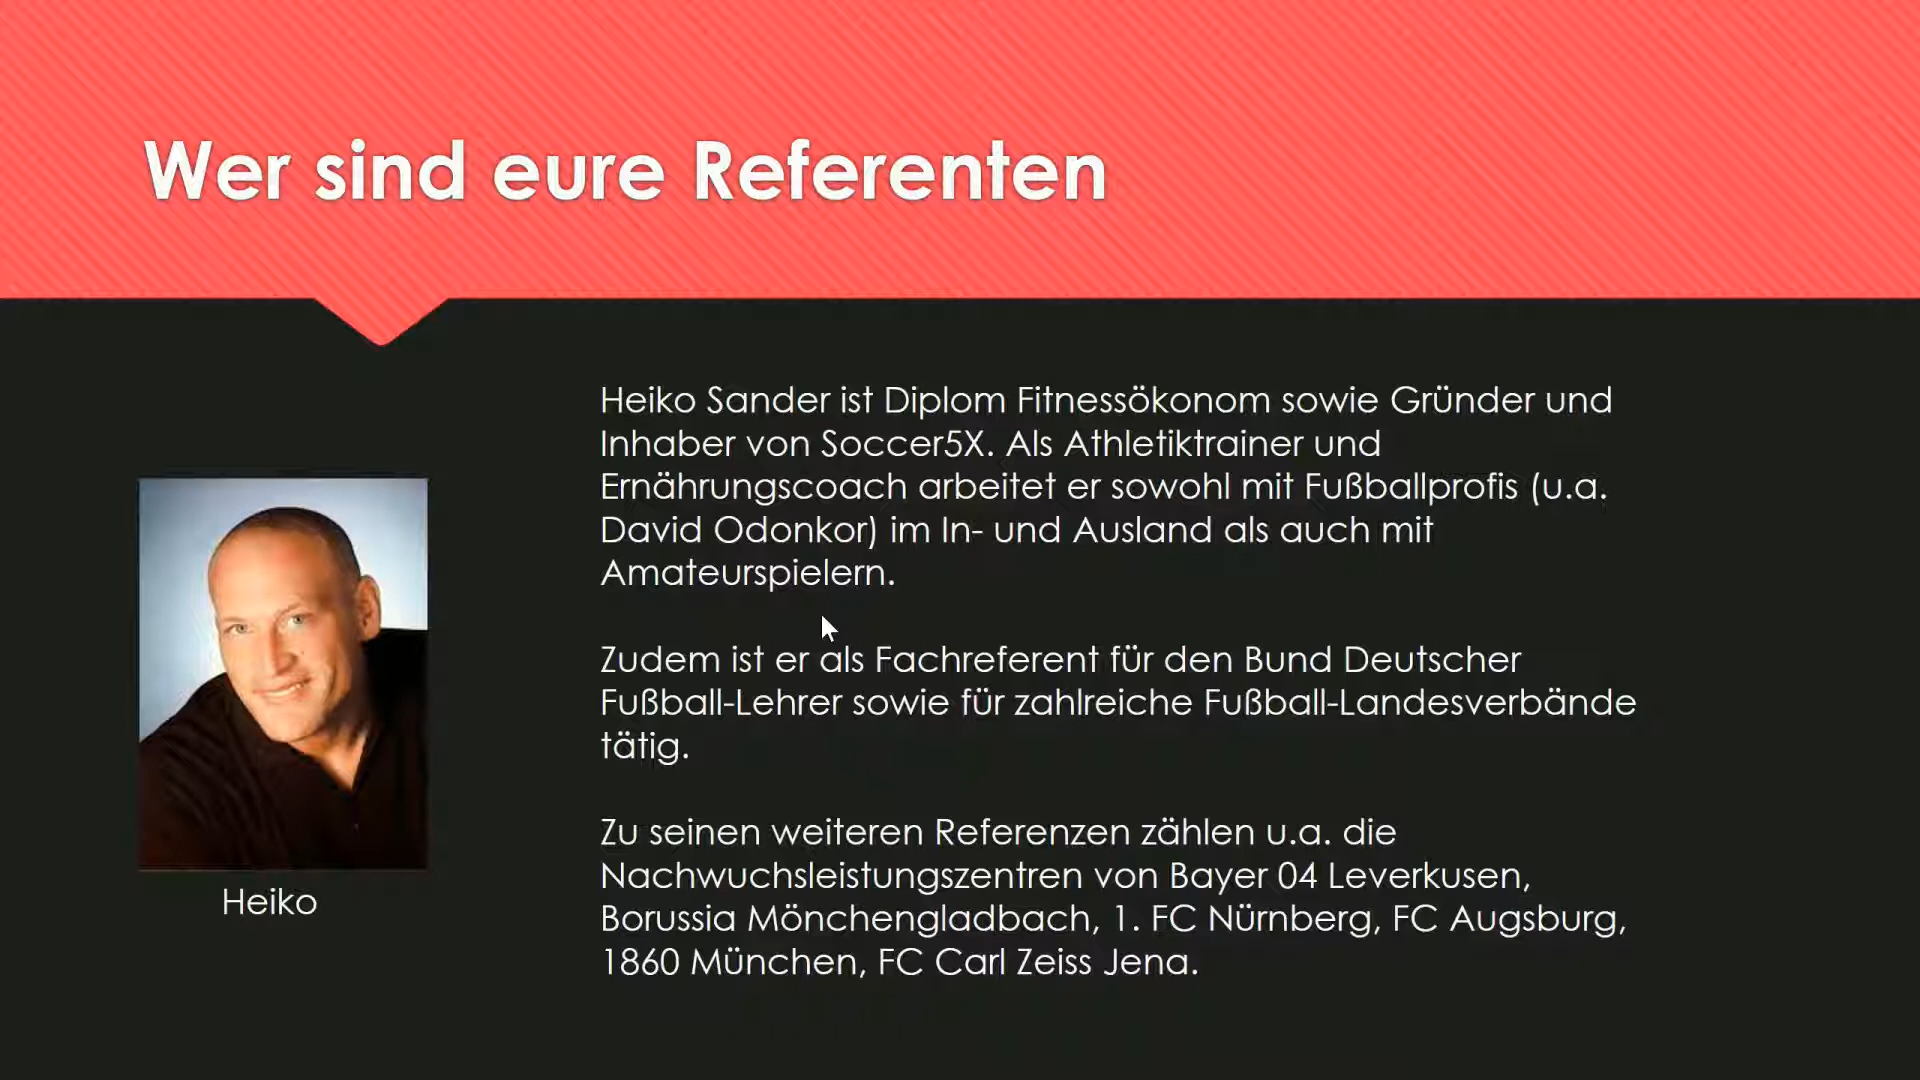 Wer sind eure Referenten
Heiko Sander ist Diplom Fitnessökonom sowie Gründer und
Inhaber von Soccer5X. Als Athletiktrainer und
Ernährungscoach arbeitet er sowohl mit Fußballprofis (u.a.
David Odonkor) im In- und Ausland als auch mit
Amateurspielern.
Zudem ist er als Fachreferent für den Bund Deutscher
Fußball-Lehrer sowie für zahlreiche Fußball-Landesverbände
tätig.
Zu seinen weiteren Referenzen zählen u.a. die
Nachwuchsleistungszentren von Bayer 04 Leverkusen,
Borussia Mönchengladbach, 1. FC Nürnberg, FC Augsburg,
1860 München, FC Carl Zeiss Jena.
Heiko